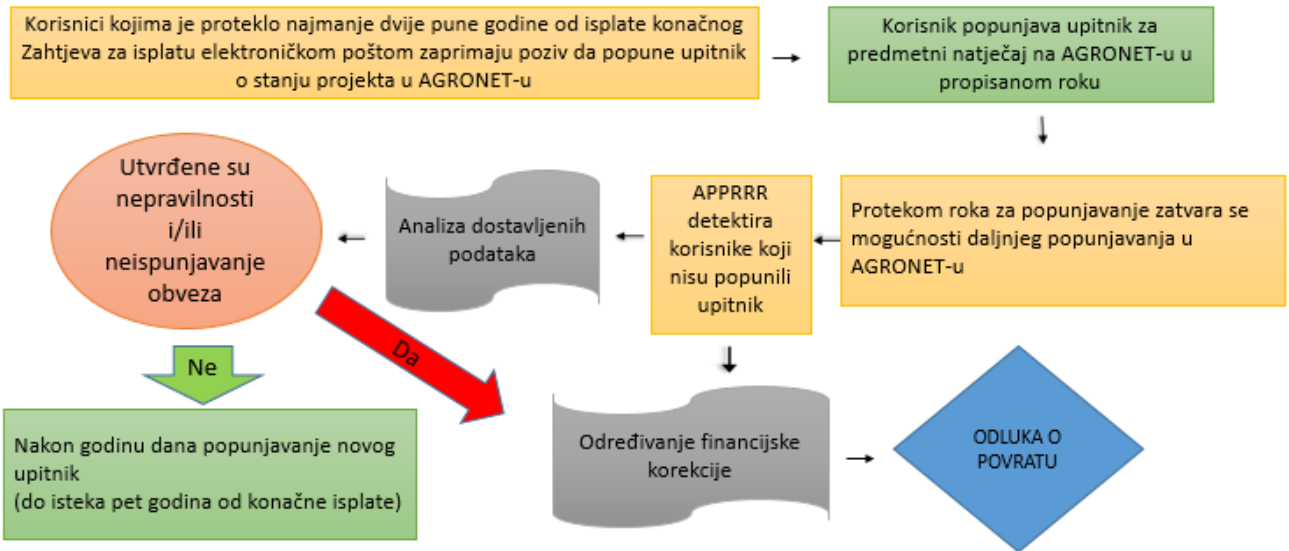 Korisnici kojima je proteklo najmanje dvije pune godine od isplate konačnog
Zahtjeva za isplatu elektroničkom poštom zaprimaju poziv da popune upitnik
o stanju projekta u AGRONET-u
Korisnik popunjava upitnik za
predmetni natječaj na AGRONET-u u
propisanom roku
Protekom roka za popunjavanje zatvara se
mogućnosti daljnjeg popunjavanja u
AGRONET-u
APPRRR
detektira
korisnike koji
nisu popunili
upitnik
Analiza dostavljenih
podataka
Utvrđene su
nepravilnosti
i/ili
neispunjavanje
obveza
Ne
Da
Nakon godinu dana popunjavanje novog
upitnik
(do isteka pet godina od konačne isplate)
Određivanje financijske
korekcije
ODLUKA O
POVRATU